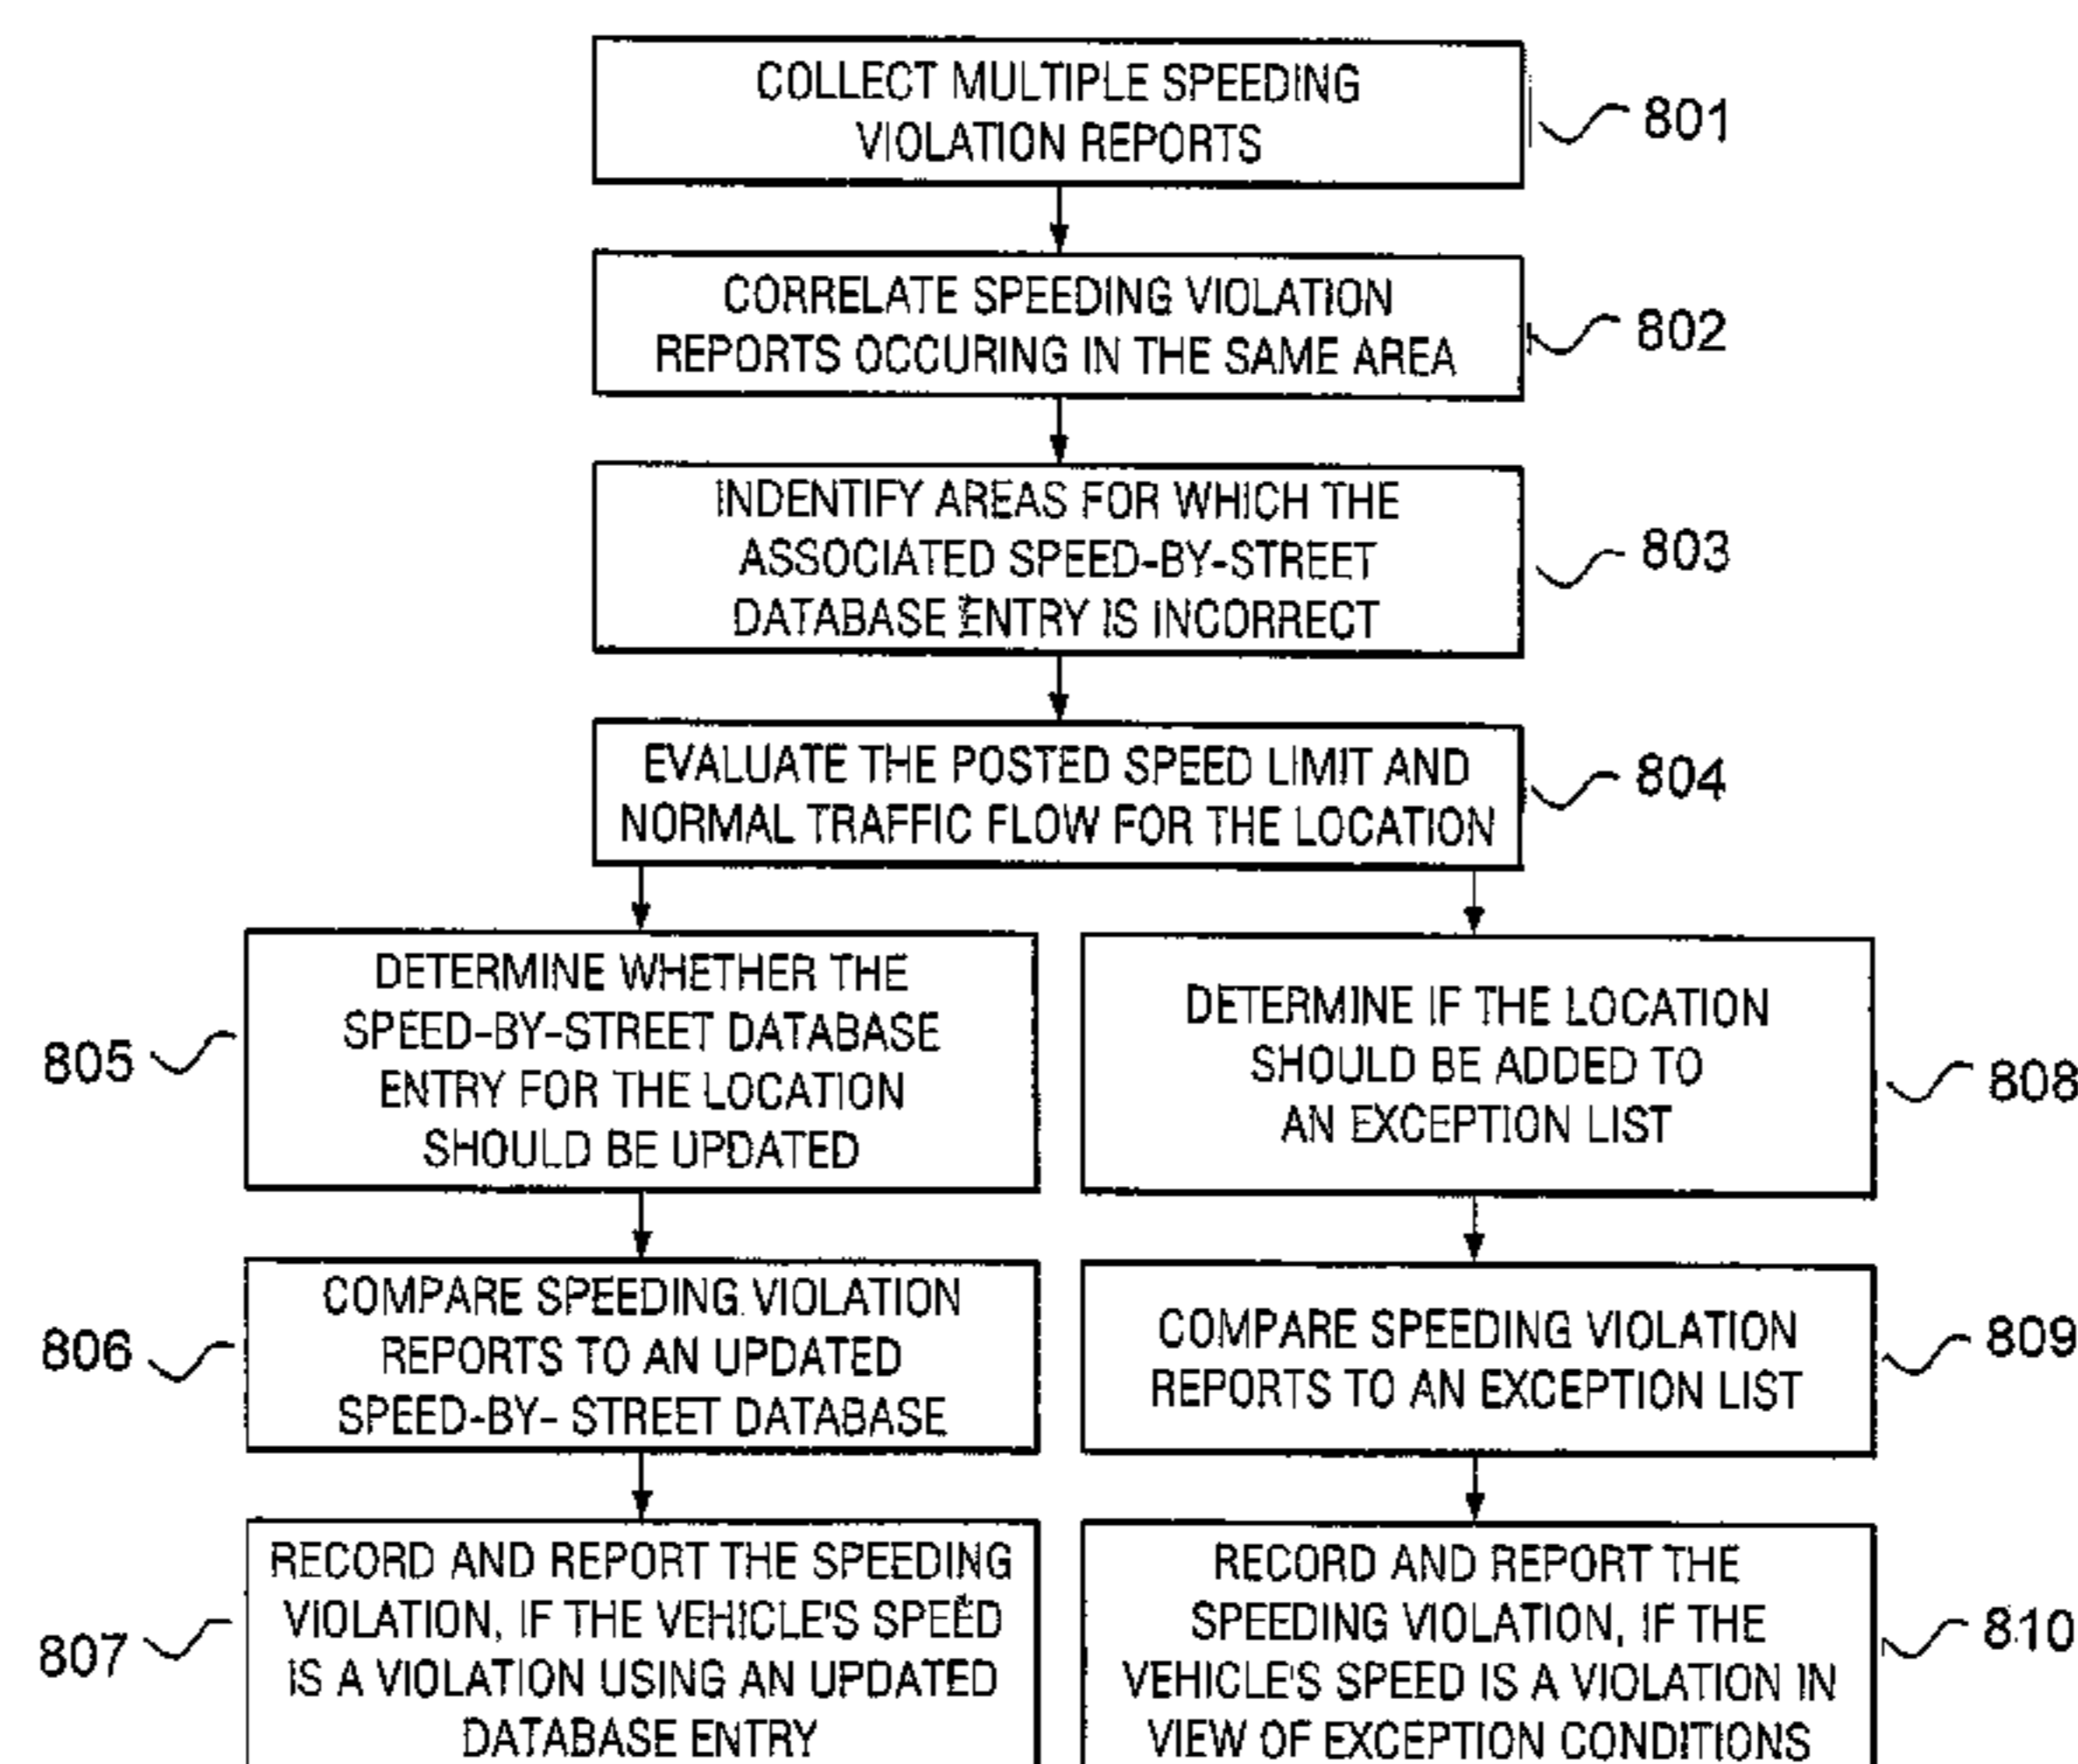 COLLECT MULTIPLE SPEEDING
VIOLATION REPORTS
801
CORRELATE SPEEDING VIOLATION
REPORTS OCCURING IN THE SAME AREA
802
INDENTIFY AREAS FOR WHICH THE
ASSOCIATED SPEED-BY-STREET
DATABASE ENTRY IS INCORRECT
803
EVALUATE THE POSTED SPEED LIMIT AND
NORMAL TRAFFIC FLOW FOR THE LOCATION
804
805
DETERMINE WHETHER THE
SPEED-BY-STREET DATABASE
ENTRY FOR THE LOCATION
SHOULD BE UPDATED
806
COMPARE SPEEDING VIOLATION
REPORTS TO AN UPDATED
SPEED-BY- STREET DATABASE
807
RECORD AND REPORT THE SPEEDING
VIOLATION, IF THE VEHICLE'S SPEED
IS A VIOLATION USING AN UPDATED
DATABASE ENTRY
DETERMINE IF THE LOCATION
SHOULD BE ADDED TO
AN EXCEPTION LIST
808
COMPARE SPEEDING VIOLATION
REPORTS TO AN EXCEPTION LIST
809
RECORD AND REPORT THE
SPEEDING VIOLATION, IF THE
VEHICLE'S SPEED IS A VIOLATION IN
VIEW OF EXCEPTION CONDITIONS
810